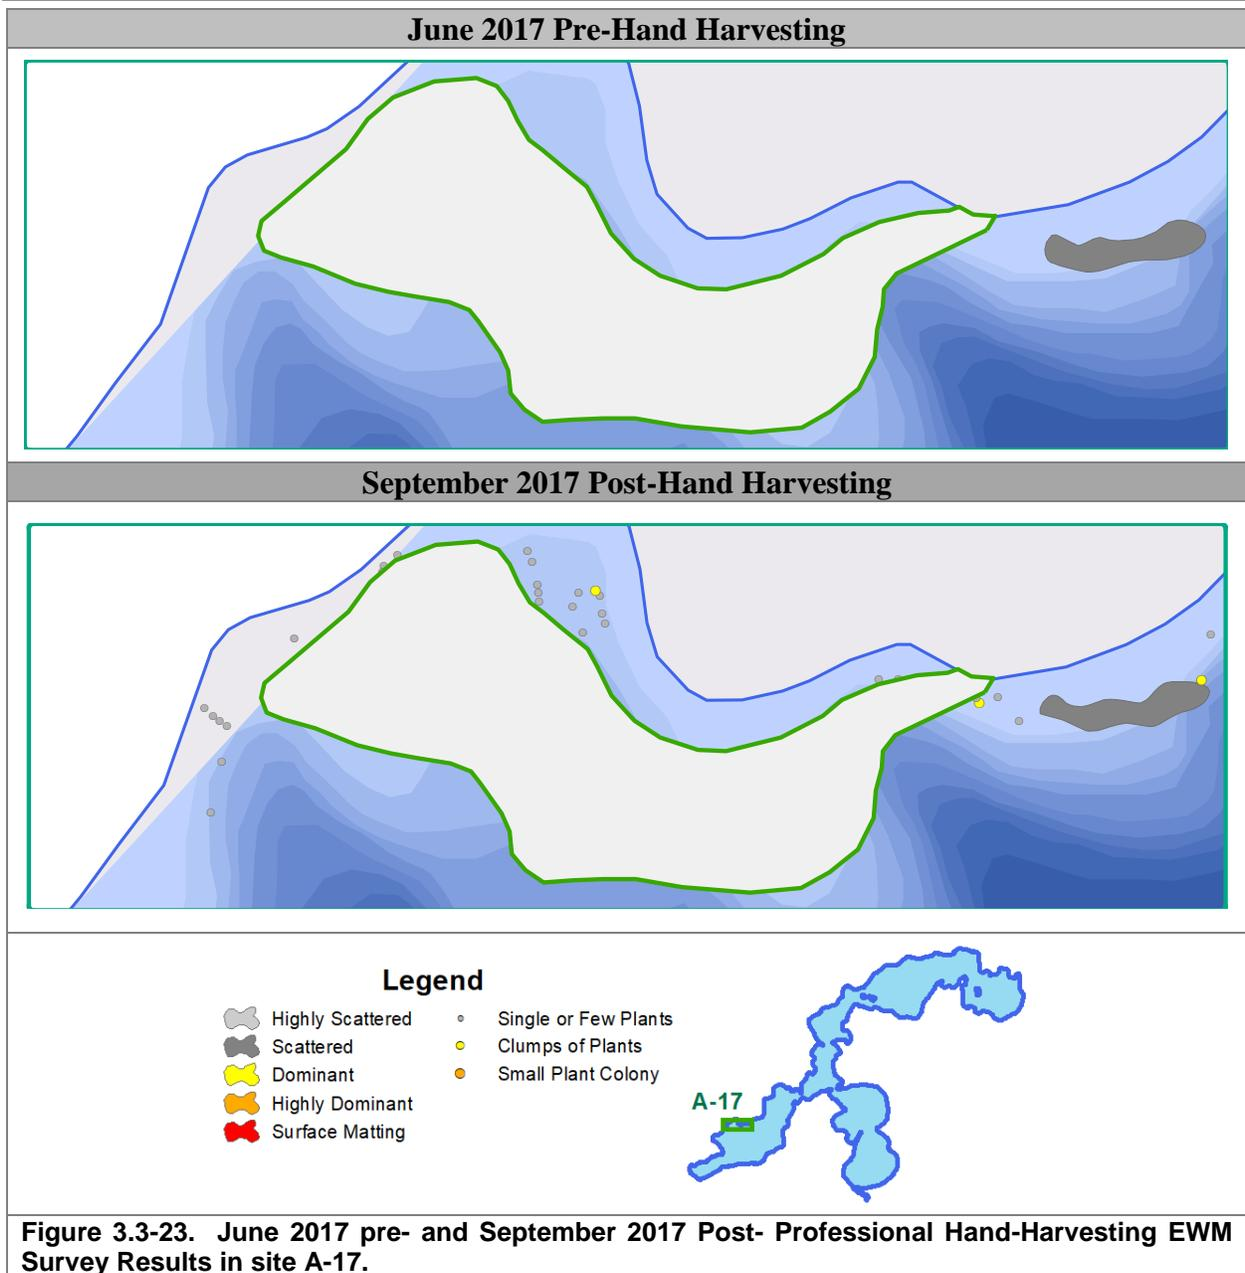 June 2017 Pre-Hand Harvesting
September 2017 Post-Hand Harvesting
Legend
Highly Scattered
Scattered
Dominant
Highly Dominant
Surface Matting
Single or Few Plants
Clumps of Plants
Small Plant Colony
A-17
Figure 3.3-23. June 2017 pre- and September 2017 Post- Professional Hand-Harvesting EWM
Survey Results in site A-17.